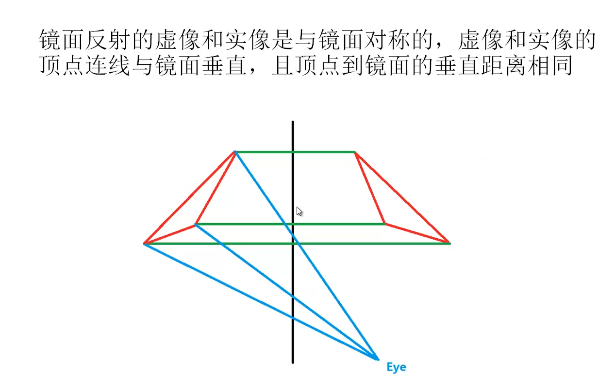 镜面反射的虚像和实像是与镜面对称的，虚像和实像的
顶点连线与镜面垂直，且顶点到镜面的垂直距离相同
Eye